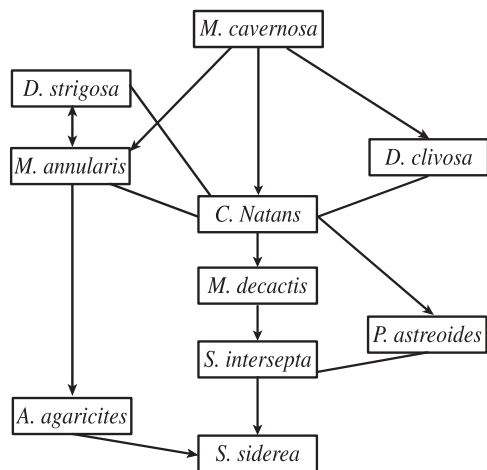 M. cavernosa
D. strigosa
M. annularis
D. clivosa
C. Natans
M. decactis
P. astreoides
S. intersepta
A. agaricites
S. siderea